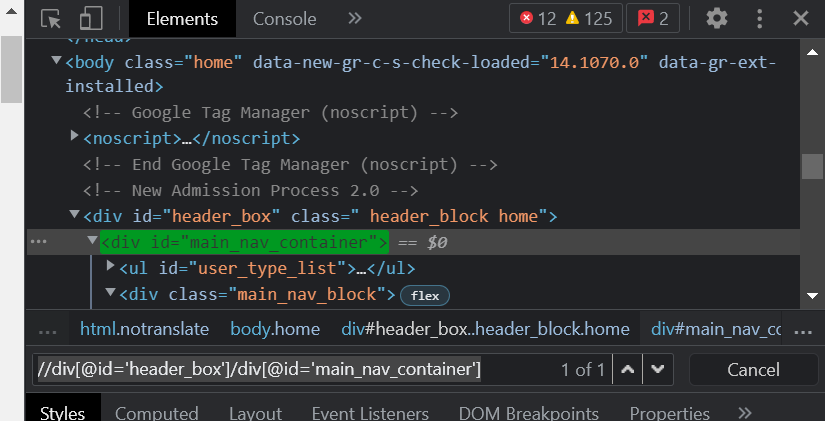 Elements Console 12 125 2
</head>
<body class="home" data-new-gr-c-s-check-loaded="14.1070.0" data-gr-ext-
installed>
<!-- Google Tag Manager (noscript) -->
<noscript>…</noscript>
<!-- End Google Tag Manager (noscript) -->
<!-- New Admission Process 2.0 -->
<div id="header_box" class=" header_block home">
<div id="main_nav_container"> == $0
<ul id="user_type_list">…</ul>
<div class="main_nav_block"> flex
... html.notranslate body.home div#header_box..header_block.home div#main_nav_cc ...
//div[@id='header_box']/div[@id='main_nav_container'] 1 of 1 Cancel
Styles Computed Layout Event Listeners DOM Breakpoints Properties